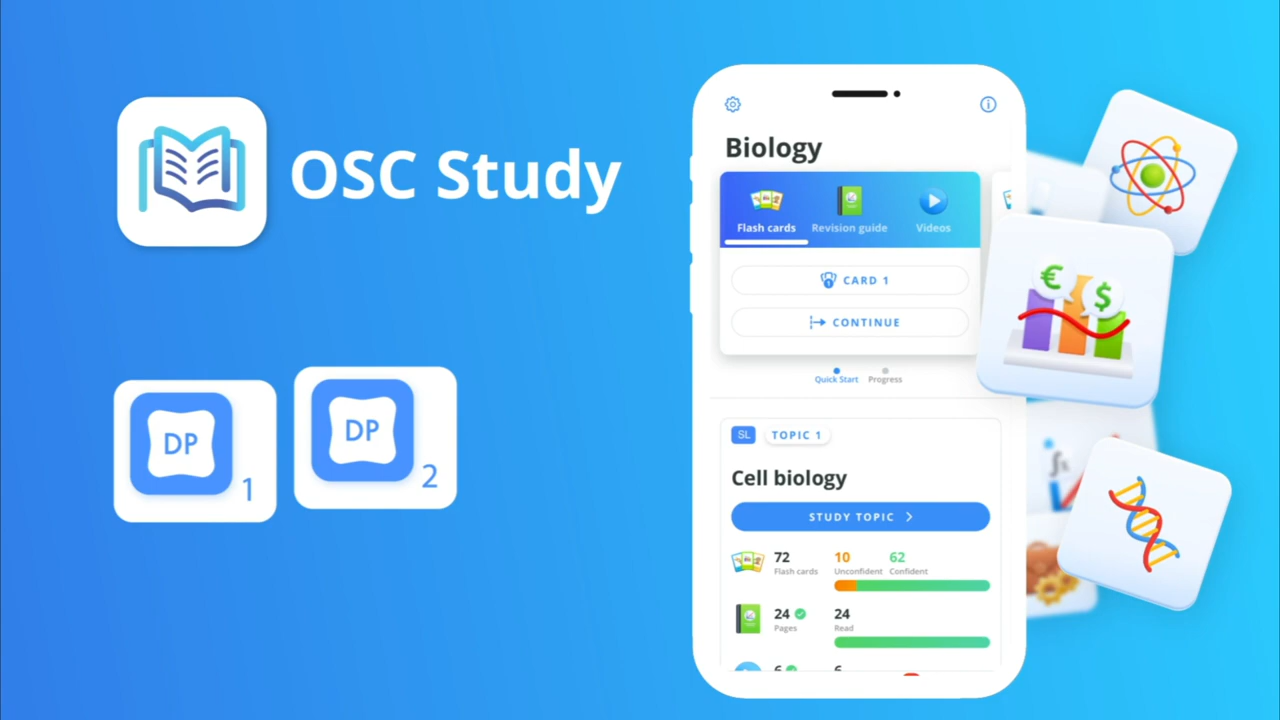 OSC Study
DP
1
DP
2
Biology
Flash cards
Revision guide
Videos
CARD 1
CONTINUE
Quick Start
Progress
SL
TOPIC 1
Cell biology
STUDY TOPIC
72
Flash cards
10
Unconfident
62
Confident
24
Pages
24
Read
€
$